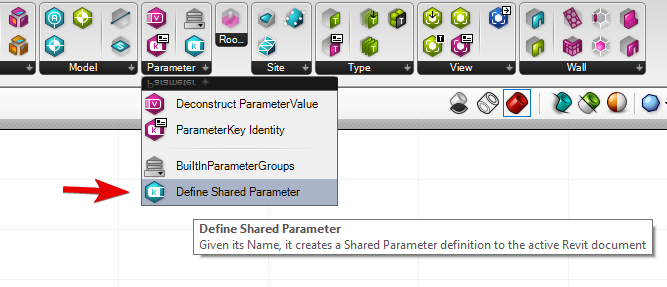 Model
Parameter
Roo...
Site
Type
View
Wall
Parameter
Deconstruct ParameterValue
ParameterKey Identity
BuiltInParameterGroups
Define Shared Parameter
Define Shared Parameter
Given its Name, it creates a Shared Parameter definition to the active Revit document